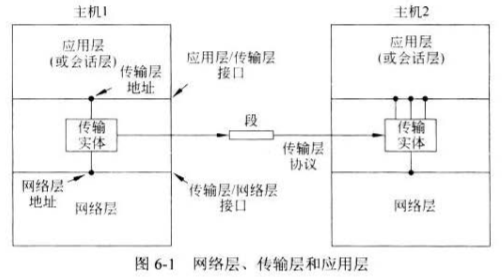 主机1
主机2
应用层
(或会话层)
传输层
地址
应用层/传输层
接口
应用层
(或会话层)
传输
实体
段
传输层
协议
传输
实体
网络层
地址
网络层
传输层/网络层
接口
网络层
图 6-1 网络层、传输层和应用层